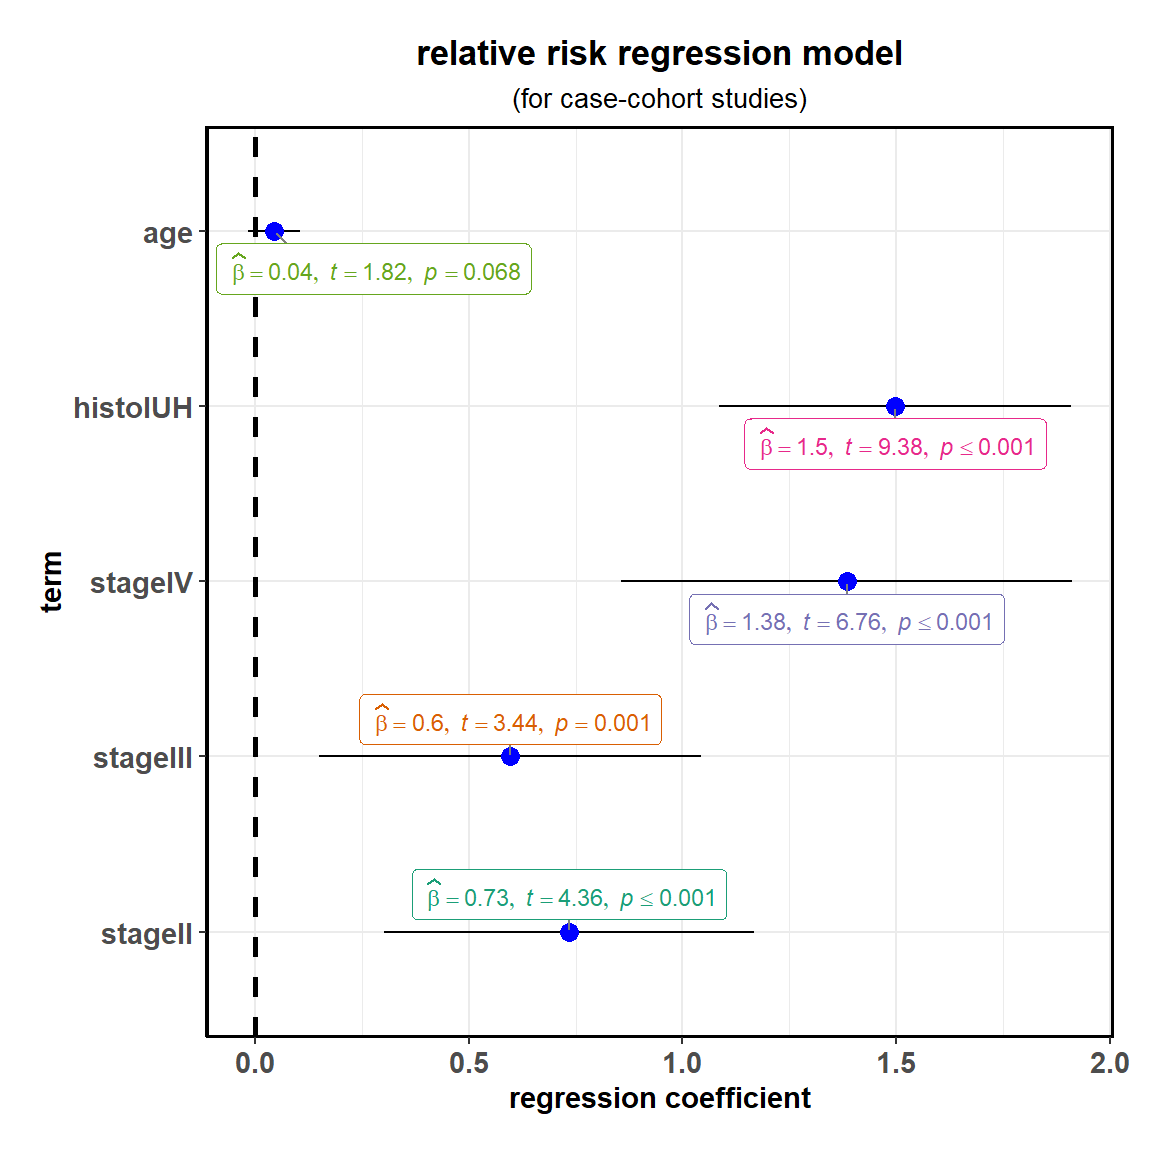 relative risk regression model
(for case-cohort studies)
term
age
β̂ = 0.04, t = 1.82, p = 0.068
histolUH
β̂ = 1.5, t = 9.38, p ≤ 0.001
stageIV
β̂ = 1.38, t = 6.76, p ≤ 0.001
β̂ = 0.6, t = 3.44, p = 0.001
stageIII
β̂ = 0.73, t = 4.36, p ≤ 0.001
stageII
0.0 0.5 1.0 1.5 2.0
regression coefficient